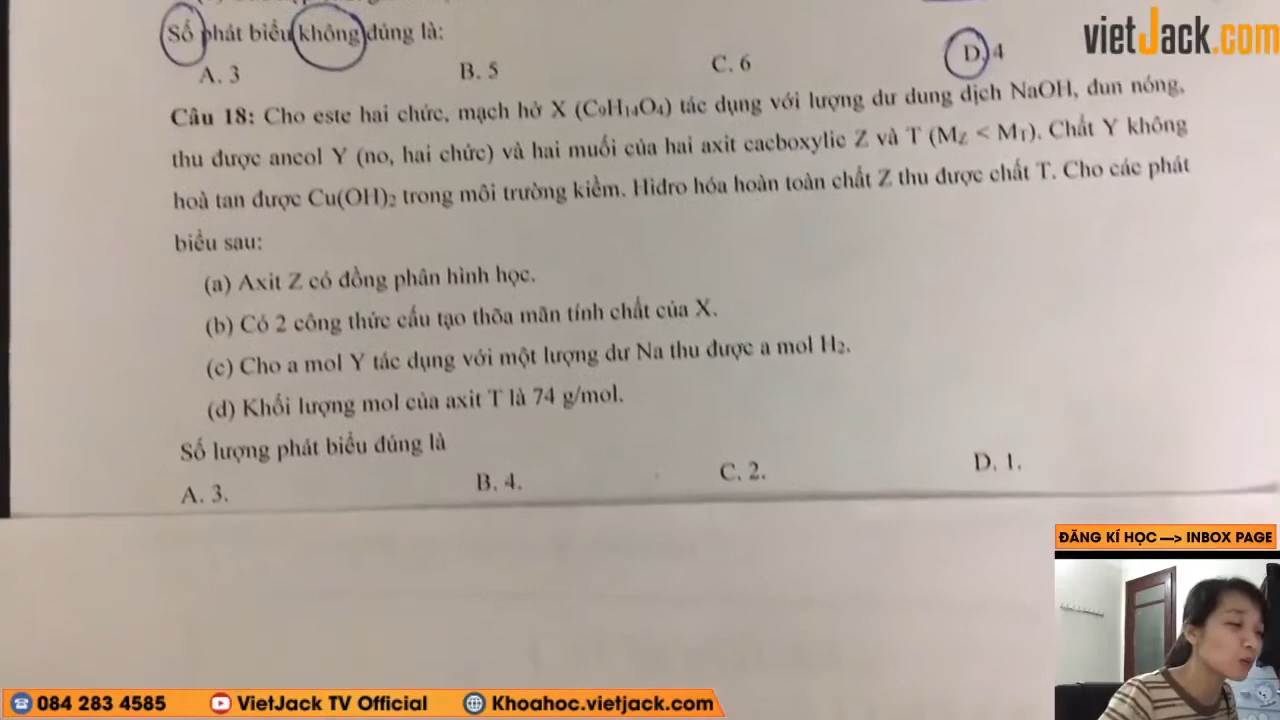 vietJack.com
Số phát biểu không đúng là:
A. 3 B. 5 C. 6 D. 4
Câu 18: Cho este hai chức, mạch hở X (C₉H₁₄O₄) tác dụng với lượng dư dung dịch NaOH, đun nóng,
thu được ancol Y (no, hai chức) và hai muối của hai axit cacboxylic Z và T (M_Z < M_T). Chất Y không
hoà tan được Cu(OH)₂ trong môi trường kiềm. Hiđro hóa hoàn toàn chất Z thu được chất T. Cho các phát
biểu sau:
(a) Axit Z có đồng phân hình học.
(b) Có 2 công thức cấu tạo thõa mãn tính chất của X.
(c) Cho a mol Y tác dụng với một lượng dư Na thu được a mol H₂.
(d) Khối lượng mol của axit T là 74 g/mol.
Số lượng phát biểu đúng là
A. 3. B. 4. C. 2. D. 1.
ĐĂNG KÍ HỌC —> INBOX PAGE
084 283 4585 VietJack TV Official Khoahoc.vietjack.com